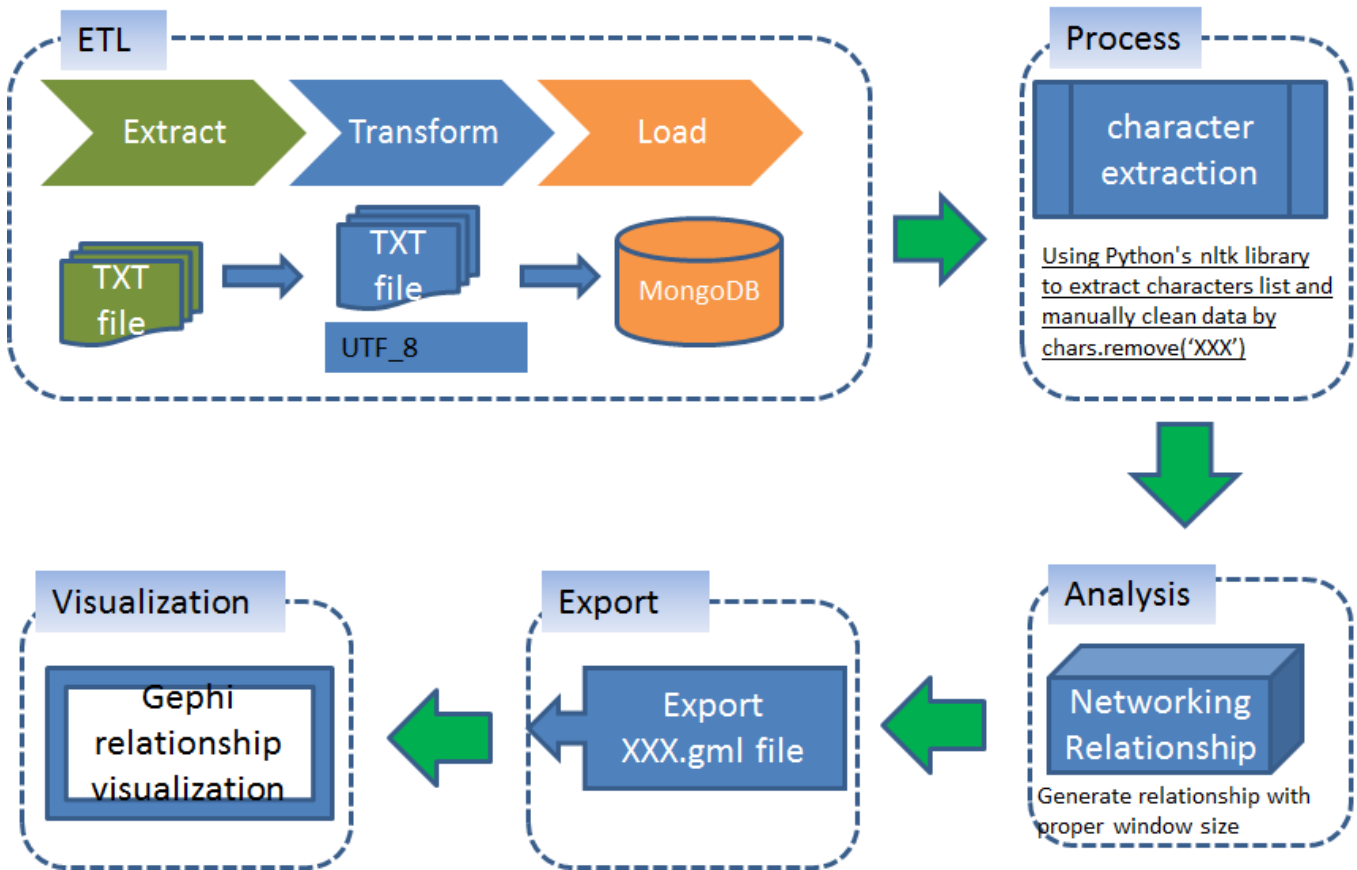 ETL
Extract
Transform
Load
TXT
file
TXT
file
UTF_8
MongoDB
Process
character
extraction
Using Python's nltk library
to extract characters list and
manually clean data by
chars.remove(‘XXX’)
Analysis
Networking
Relationship
Generate relationship with
proper window size
Export
Export
XXX.gml file
Visualization
Gephi
relationship
visualization